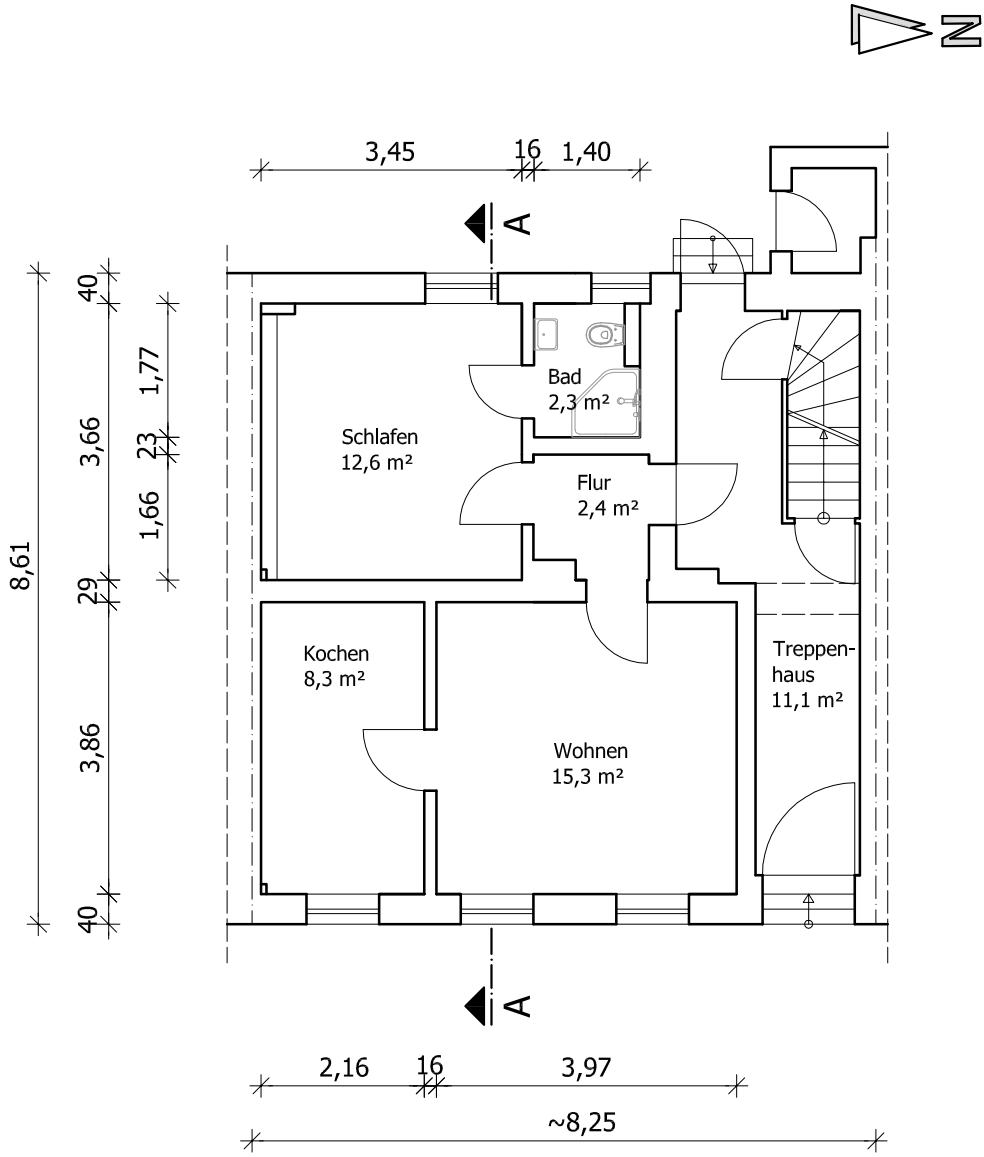 N
3,45
16
1,40
A
40
1,77
3,66
23
1,66
8,61
29
3,86
40
Bad
2,3 m²
Schlafen
12,6 m²
Flur
2,4 m²
Kochen
8,3 m²
Treppen-
haus
11,1 m²
Wohnen
15,3 m²
A
2,16
16
3,97
~8,25